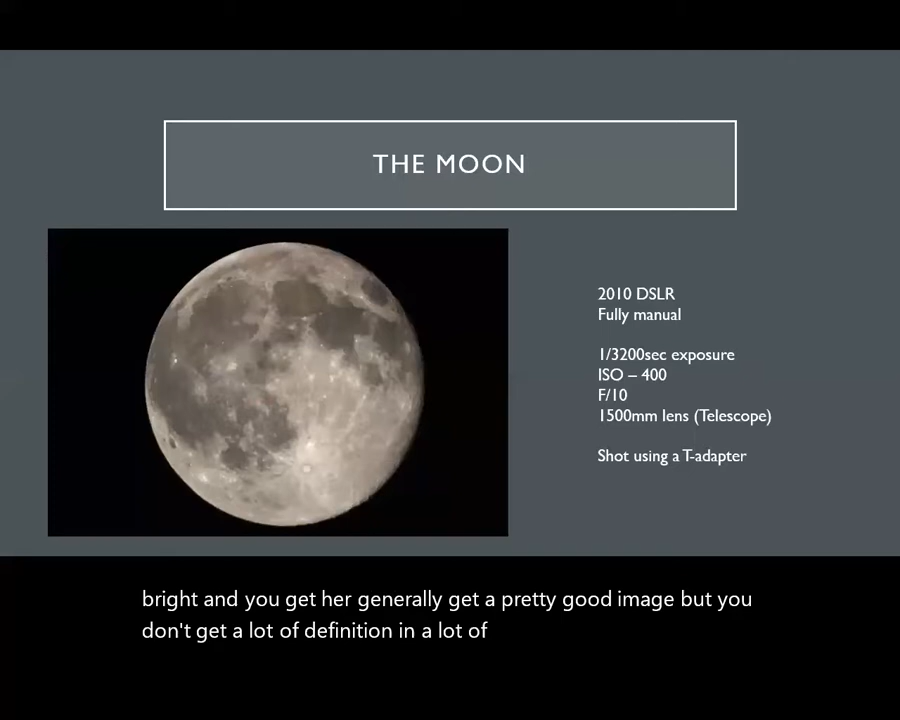 THE MOON
2010 DSLR
Fully manual
1/3200sec exposure
ISO – 400
F/10
1500mm lens (Telescope)
Shot using a T-adapter
bright and you get her generally get a pretty good image but you
don't get a lot of definition in a lot of